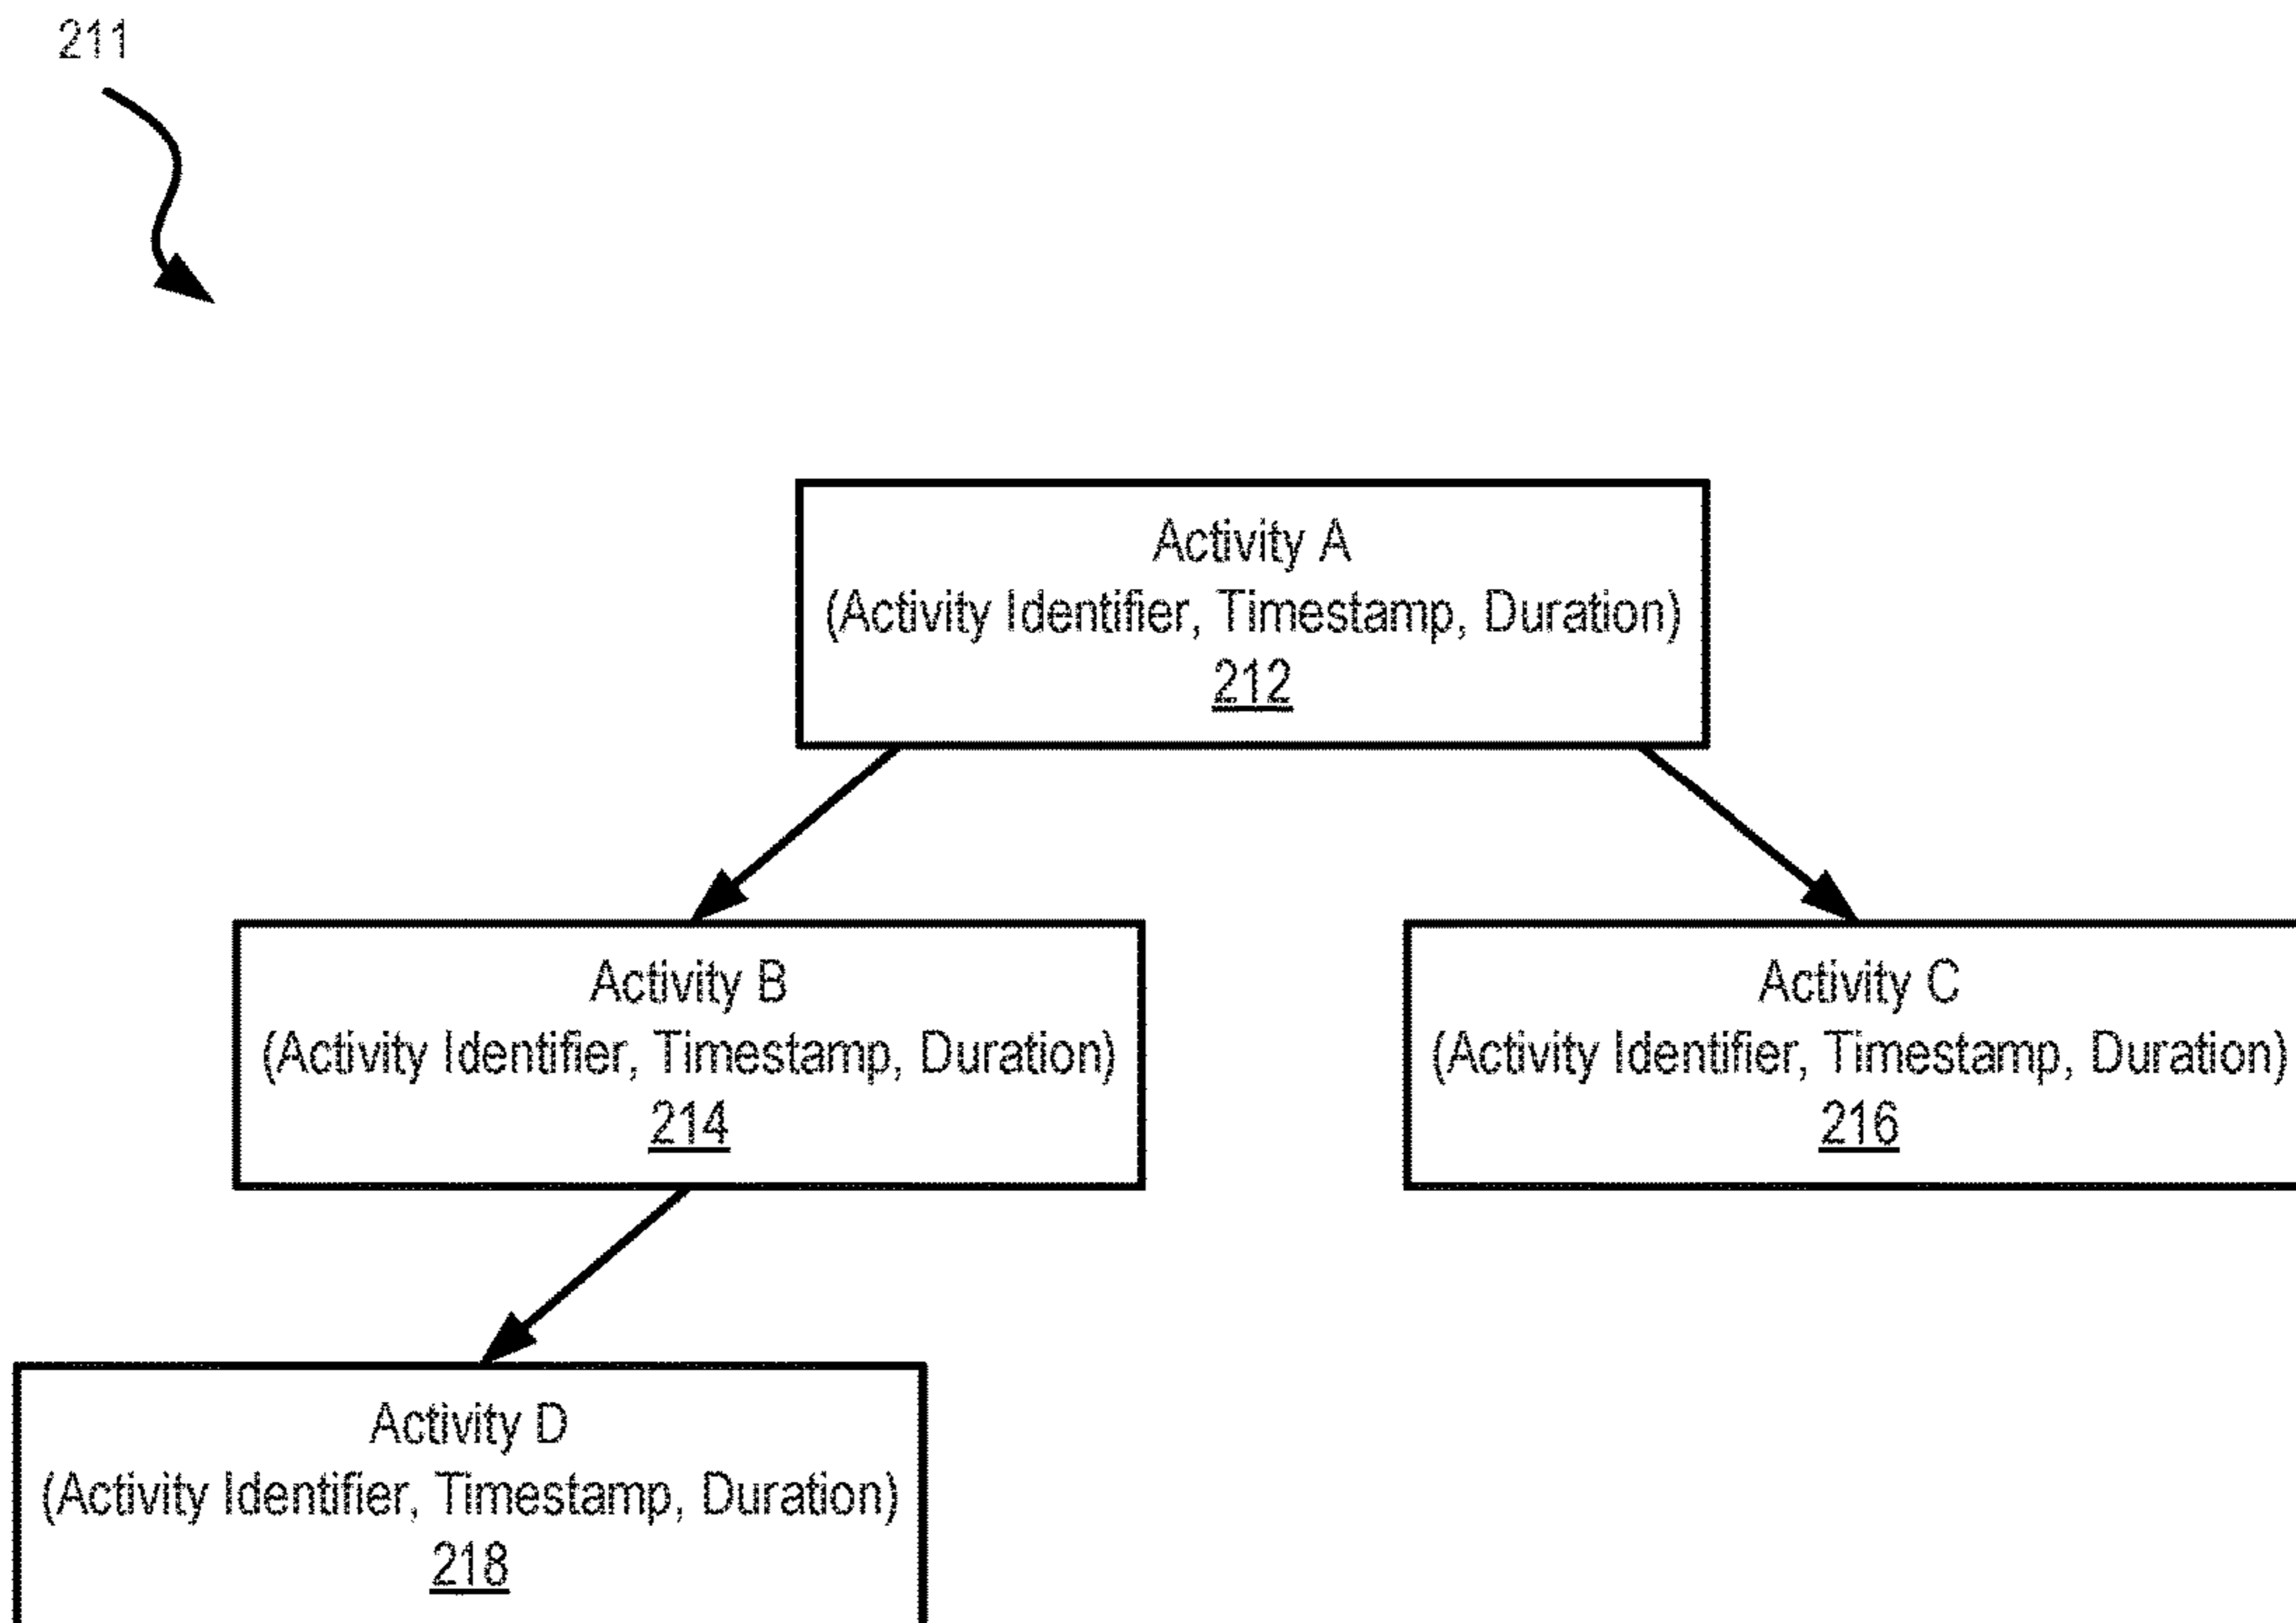 211
Activity A
(Activity Identifier, Timestamp, Duration)
212
Activity B
(Activity Identifier, Timestamp, Duration)
214
Activity C
(Activity Identifier, Timestamp, Duration)
216
Activity D
(Activity Identifier, Timestamp, Duration)
218